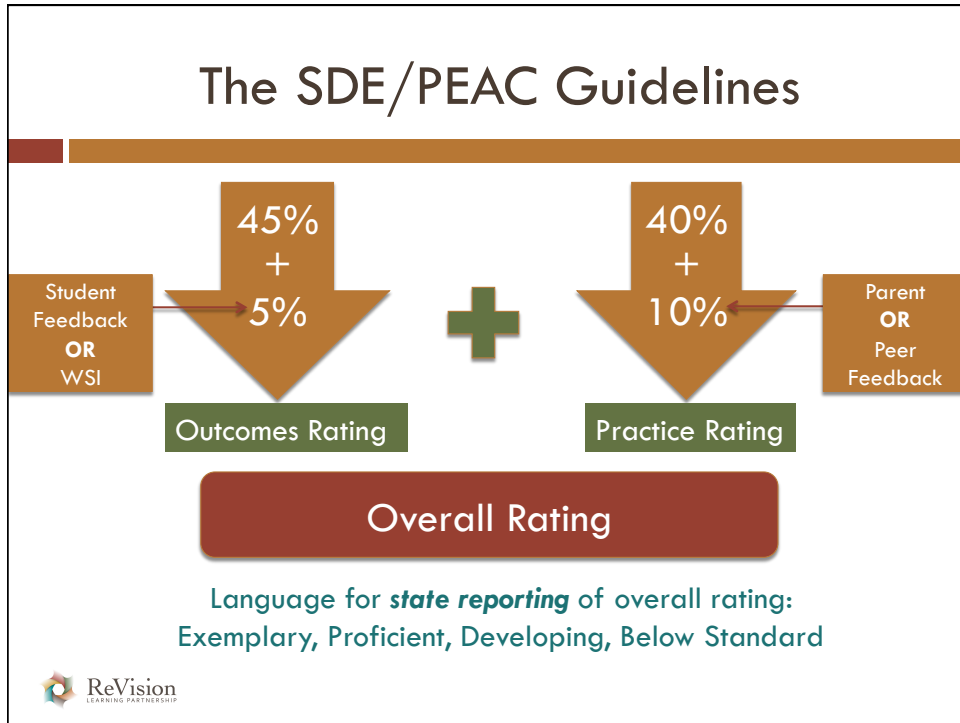 The SDE/PEAC Guidelines
45%
+
5%
40%
+
10%
Student
Feedback
OR
WSI
Parent
OR
Peer
Feedback
Outcomes Rating
Practice Rating
Overall Rating
Language for state reporting of overall rating:
Exemplary, Proficient, Developing, Below Standard
ReVision
LEARNING PARTNERSHIP